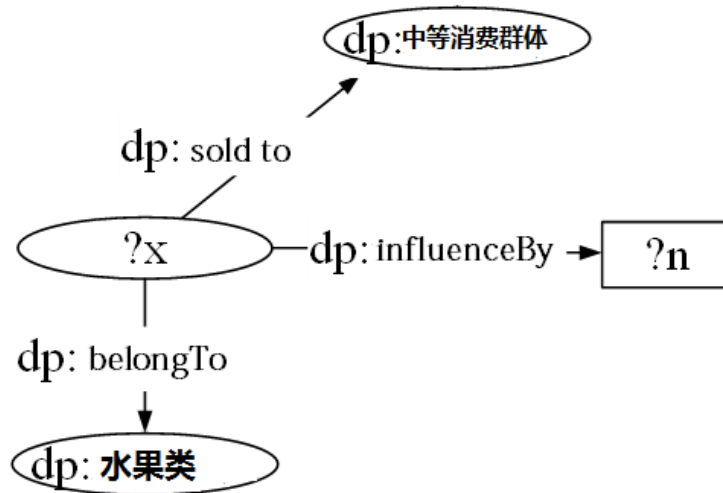 dp:中等消费群体
dp: sold to
?x
dp: influenceBy
?n
dp: belongTo
dp: 水果类